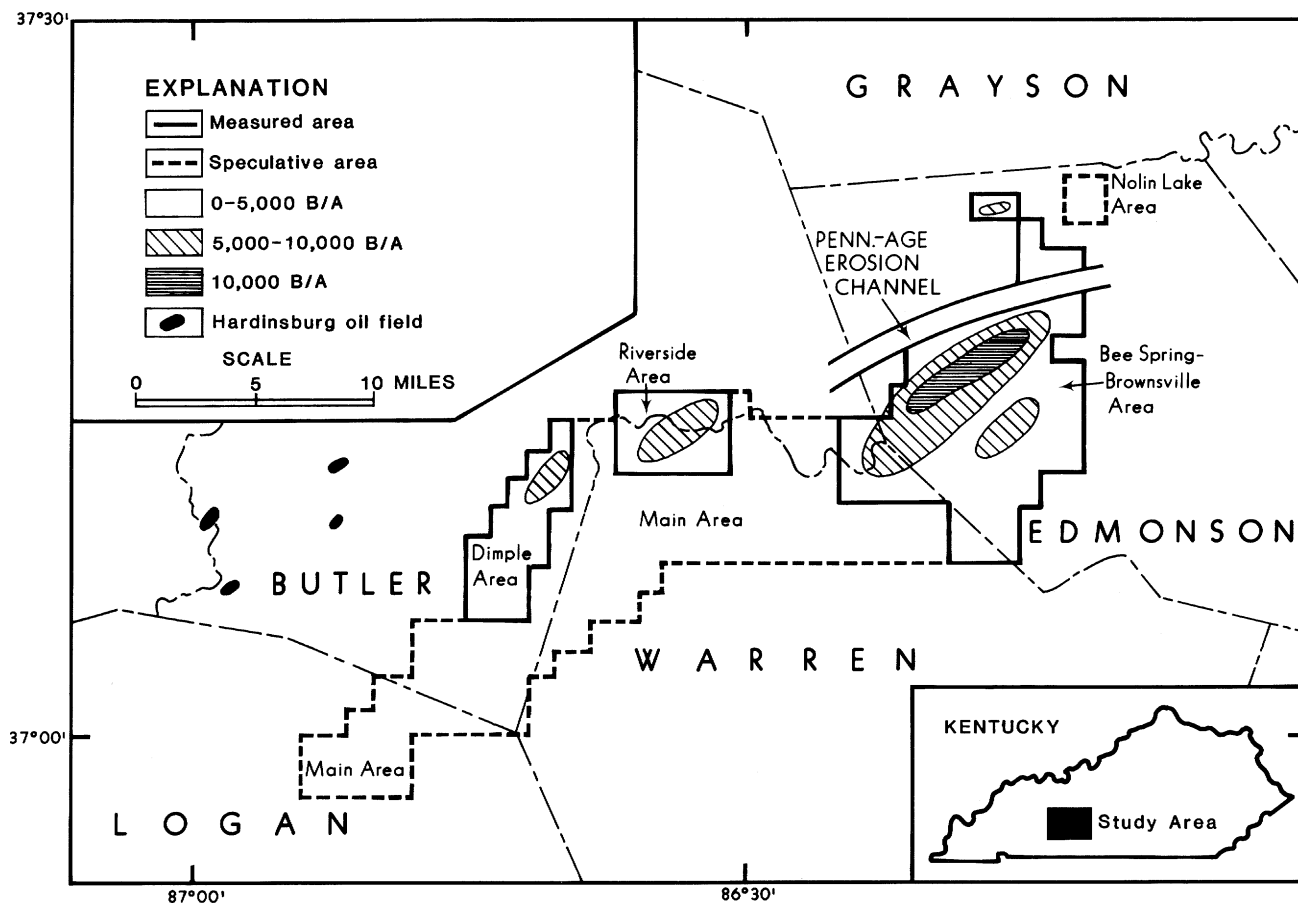 37°30'
EXPLANATION
Measured area
Speculative area
0-5,000 B/A
5,000-10,000 B/A
10,000 B/A
Hardinsburg oil field
SCALE
0 5 10 MILES
GRAYSON
Nolin Lake
Area
PENN.-AGE
EROSION
CHANNEL
Riverside
Area
Bee Spring-
Brownsville
Area
Main Area
EDMONSON
Dimple
Area
BUTLER
WARREN
37°00'
Main Area
LOGAN
KENTUCKY
Study Area
87°00'
86°30'